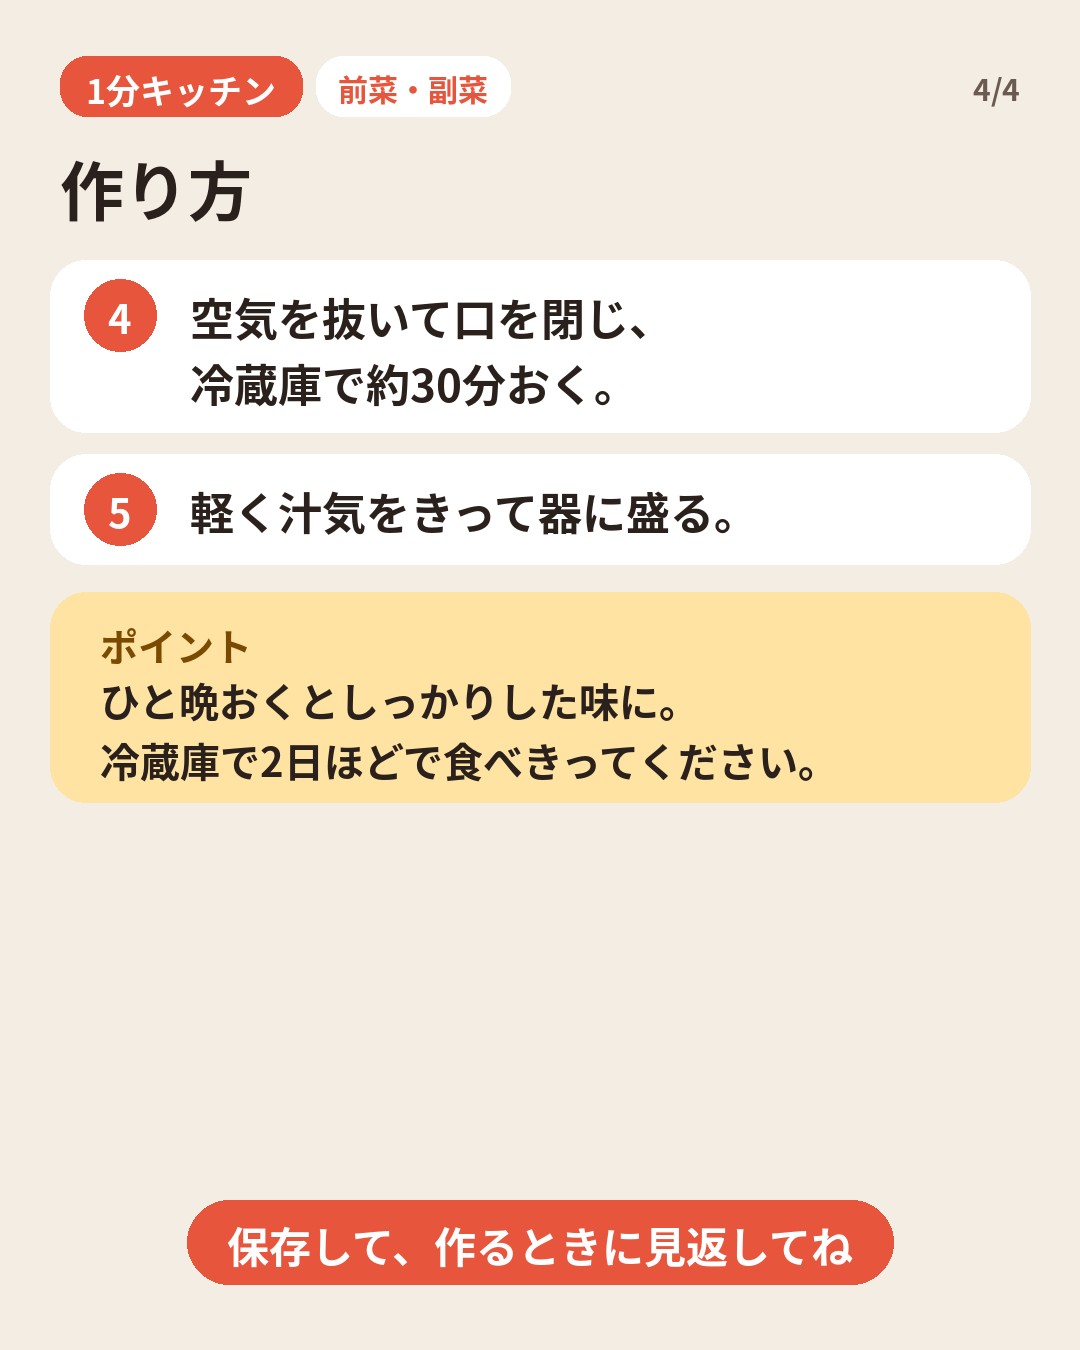 1分キッチン
前菜・副菜
4/4
作り方
4
空気を抜いて口を閉じ、
冷蔵庫で約30分おく。
5
軽く汁気をきって器に盛る。
ポイント
ひと晩おくとしっかりした味に。
冷蔵庫で2日ほどで食べきってください。
保存して、作るときに見返してね